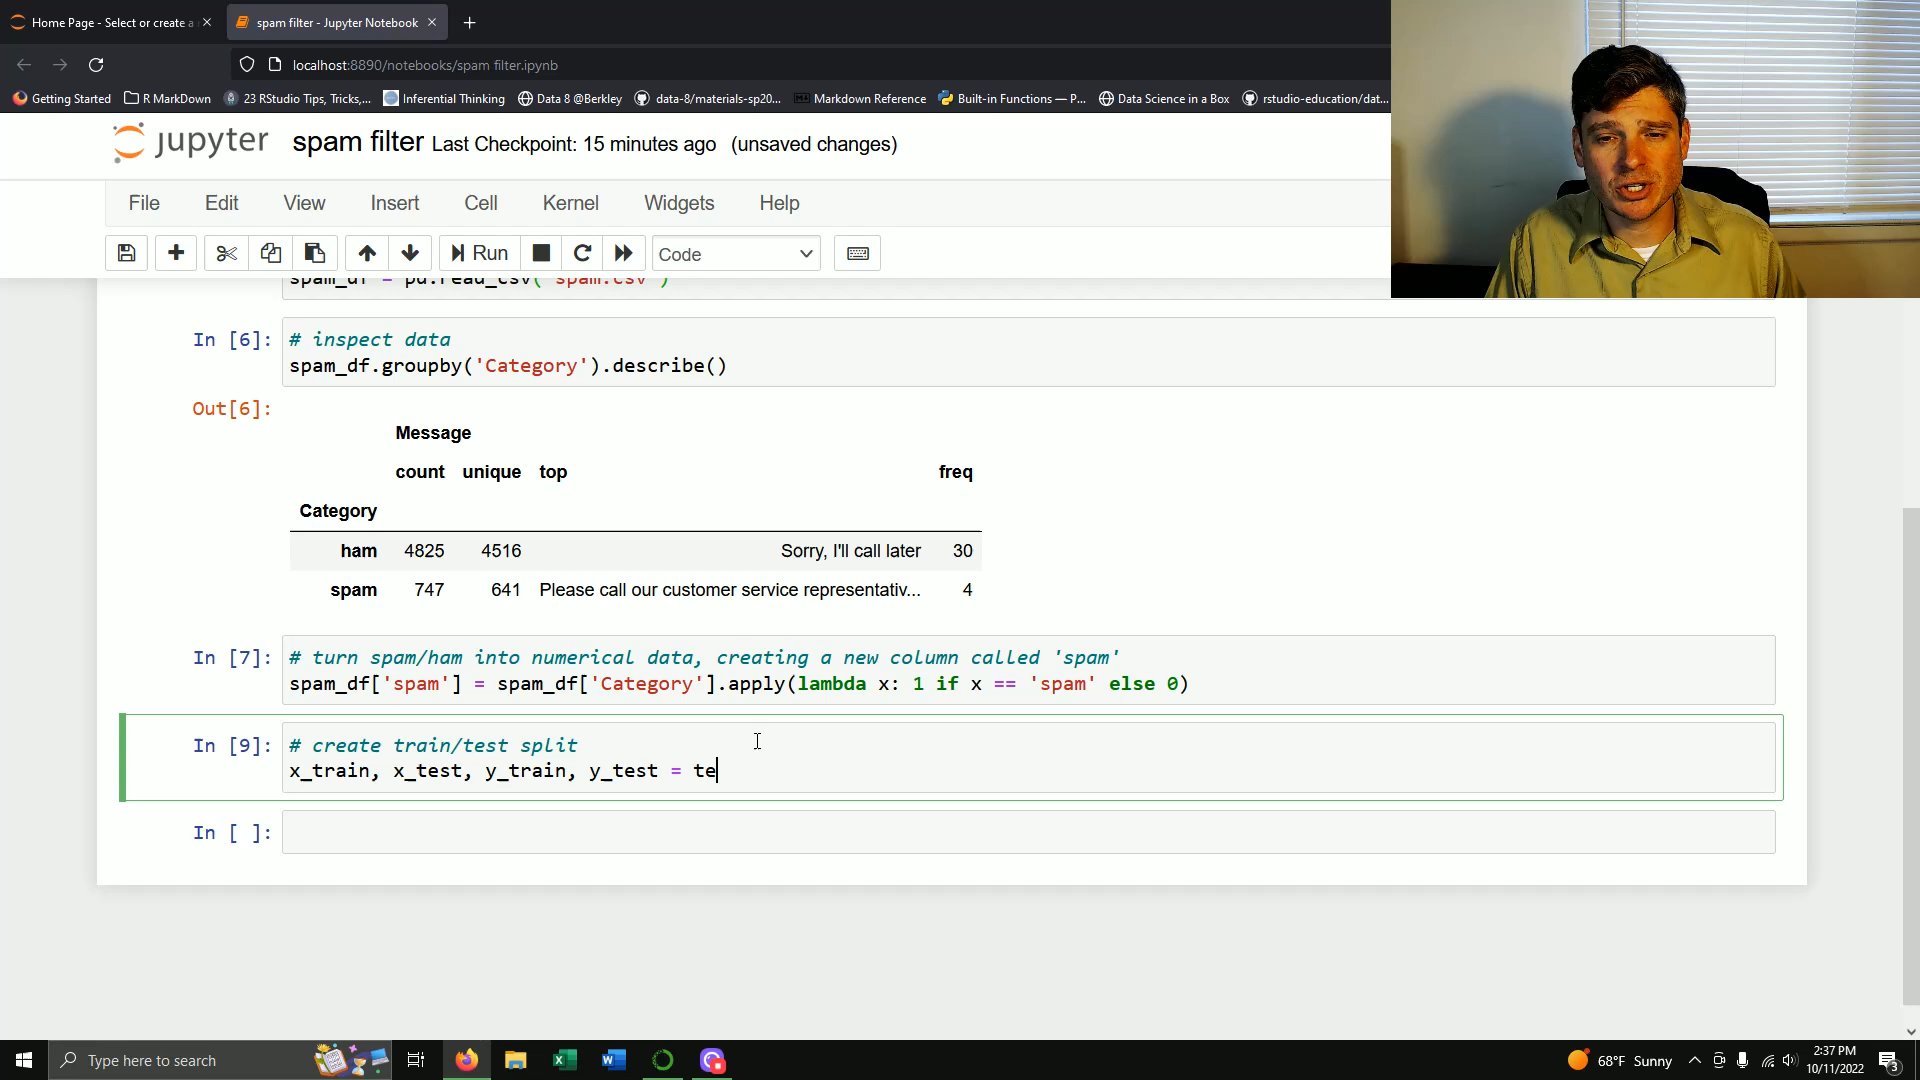 Home Page - Select or create a
spam filter - Jupyter Notebook
localhost:8890/notebooks/spam filter.ipynb
Getting Started R MarkDown 23 RStudio Tips, Tricks,... Inferential Thinking Data 8 @Berkley data-8/materials-sp20... Markdown Reference Built-in Functions — P... Data Science in a Box rstudio-education/dat...
jupyter spam filter Last Checkpoint: 15 minutes ago (unsaved changes)
File Edit View Insert Cell Kernel Widgets Help
Run Code
spam_df = pd.read_csv("spam.csv")
In [6]: # inspect data
spam_df.groupby('Category').describe()
Out[6]:
Message
count unique top freq
Category
ham 4825 4516 Sorry, I'll call later 30
spam 747 641 Please call our customer service representativ... 4
In [7]: # turn spam/ham into numerical data, creating a new column called 'spam'
spam_df['spam'] = spam_df['Category'].apply(lambda x: 1 if x == 'spam' else 0)
In [9]: # create train/test split
x_train, x_test, y_train, y_test = te
In [ ]:
Type here to search
68°F Sunny
2:37 PM
10/11/2022
3